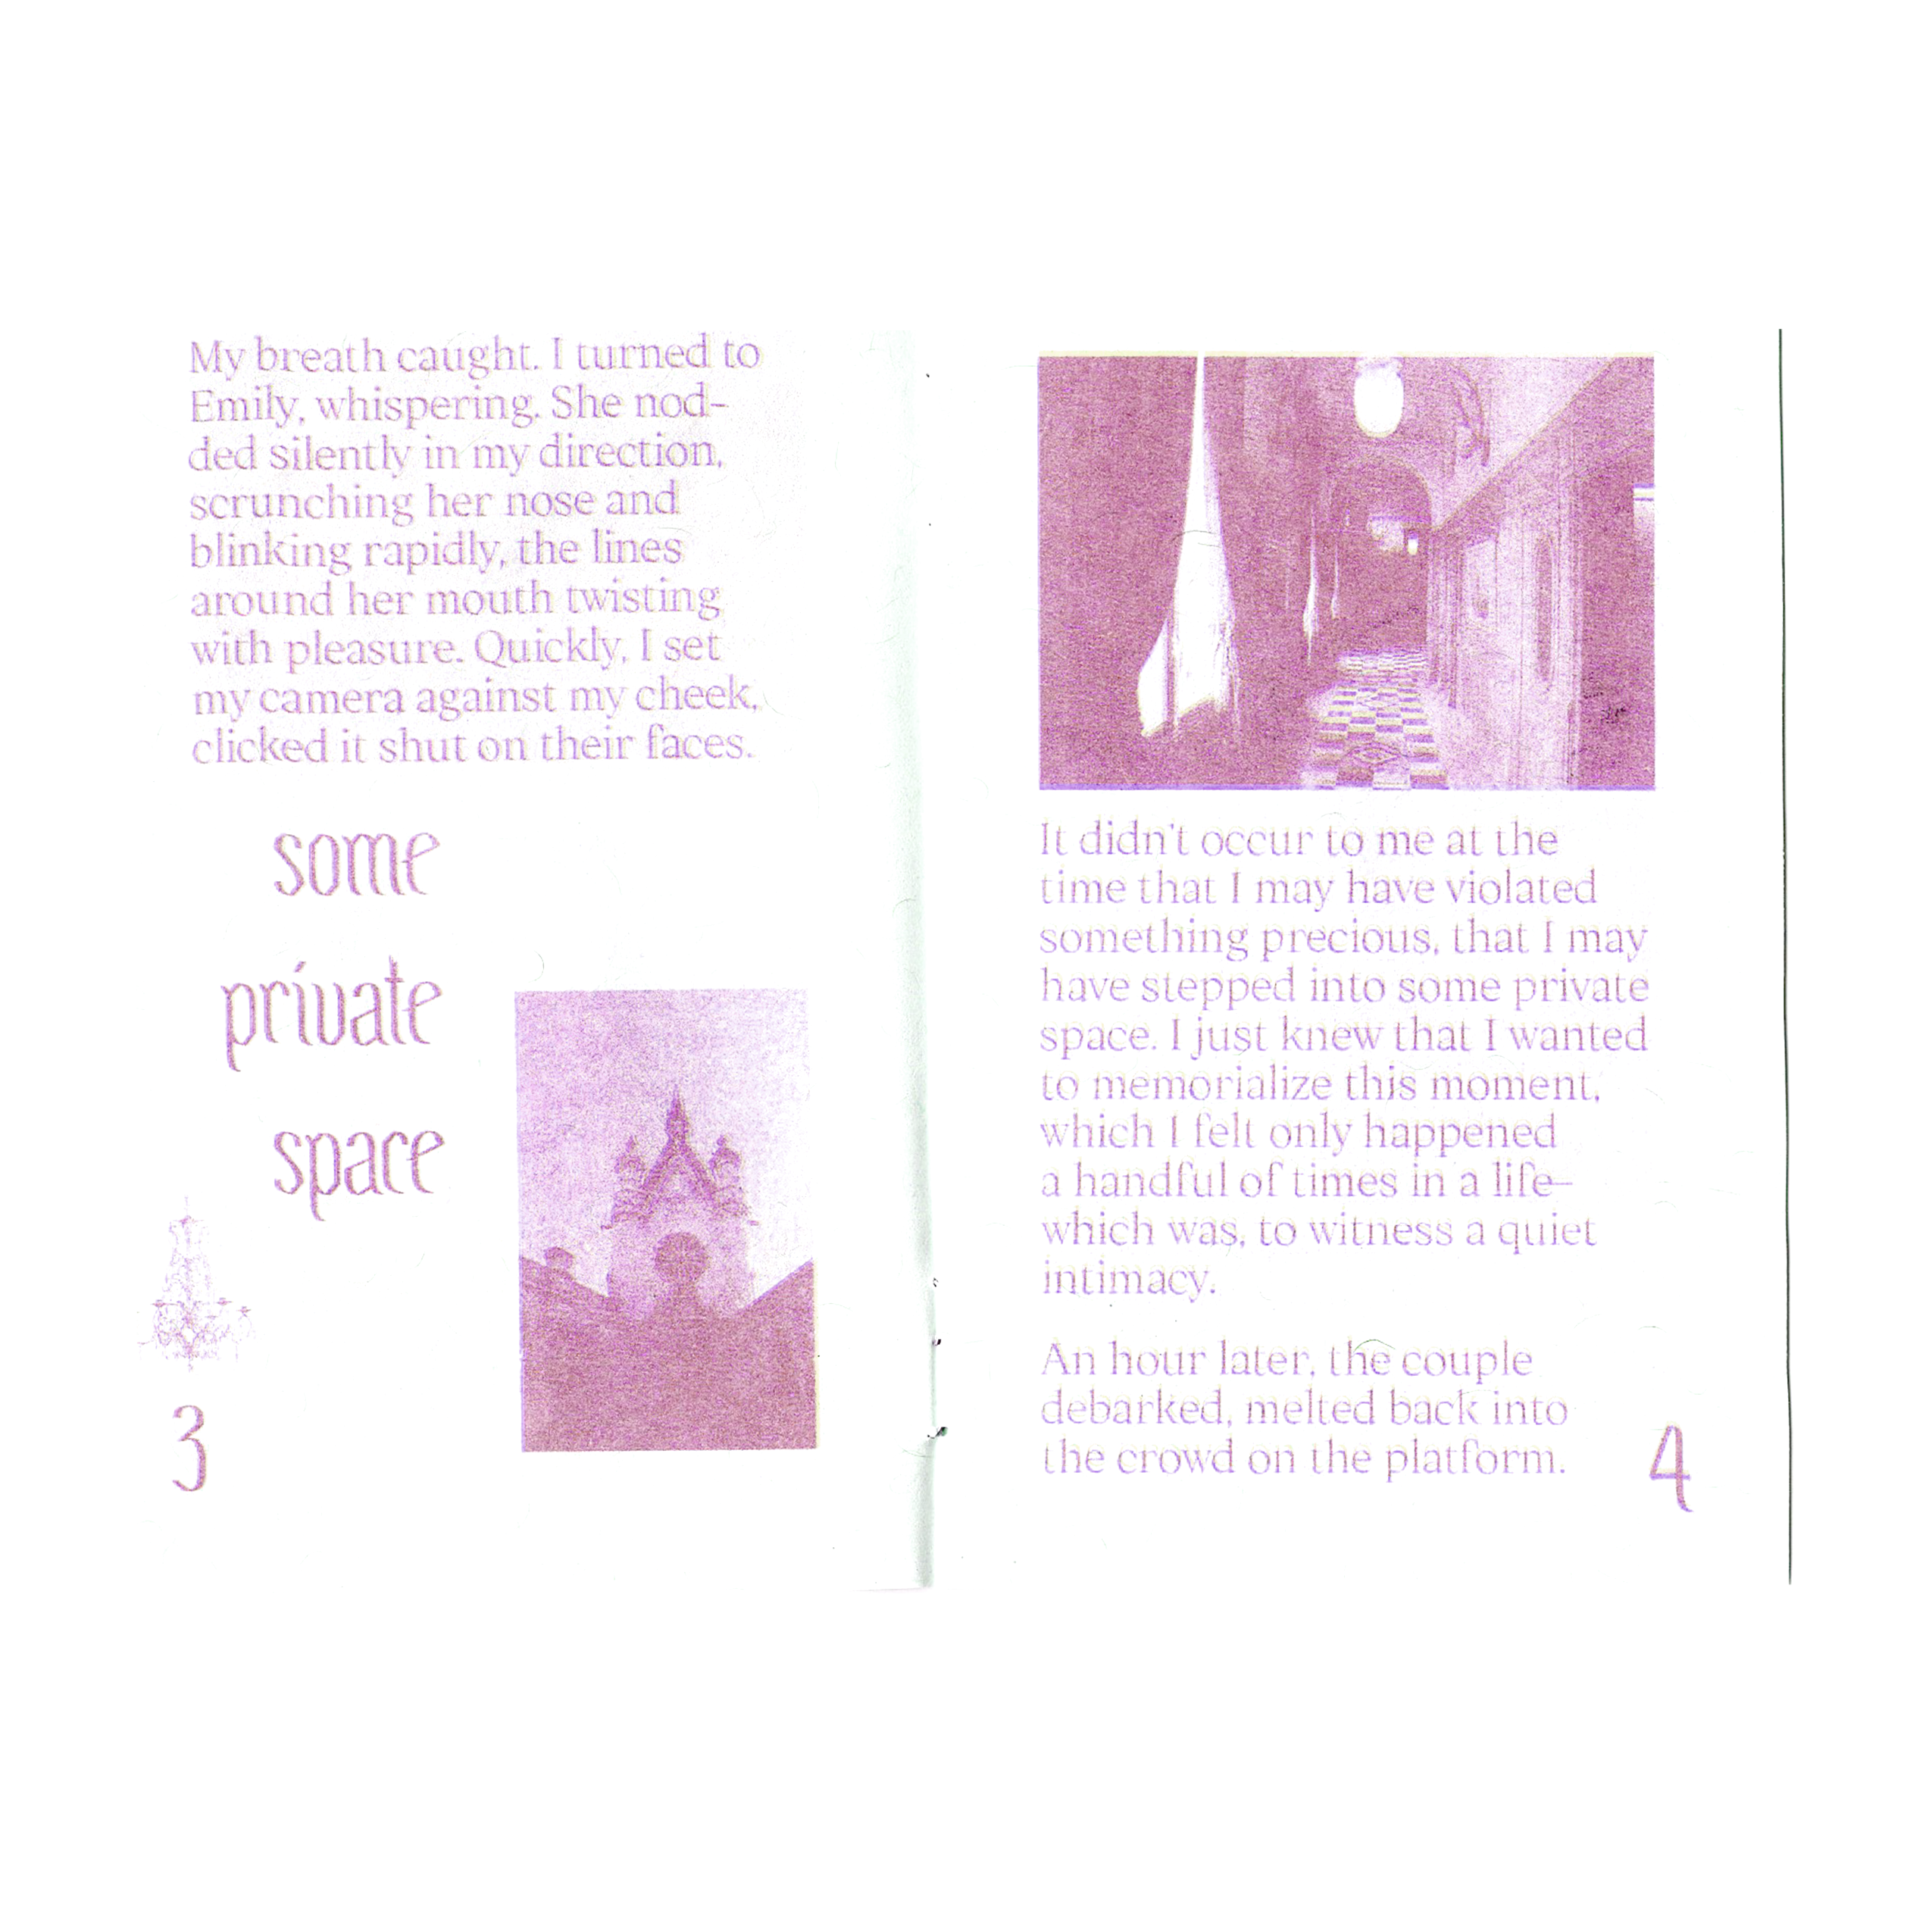 My breath caught. I turned to
Emily, whispering. She nod-
ded silently in my direction,
scrunching her nose and
blinking rapidly, the lines
around her mouth twisting
with pleasure. Quickly, I set
my camera against my cheek,
clicked it shut on their faces.
some
private
space
3
It didn't occur to me at the
time that I may have violated
something precious, that I may
have stepped into some private
space. I just knew that I wanted
to memorialize this moment,
which I felt only happened
a handful of times in a life—
which was, to witness a quiet
intimacy.
An hour later, the couple
debarked, melted back into
the crowd on the platform.
4